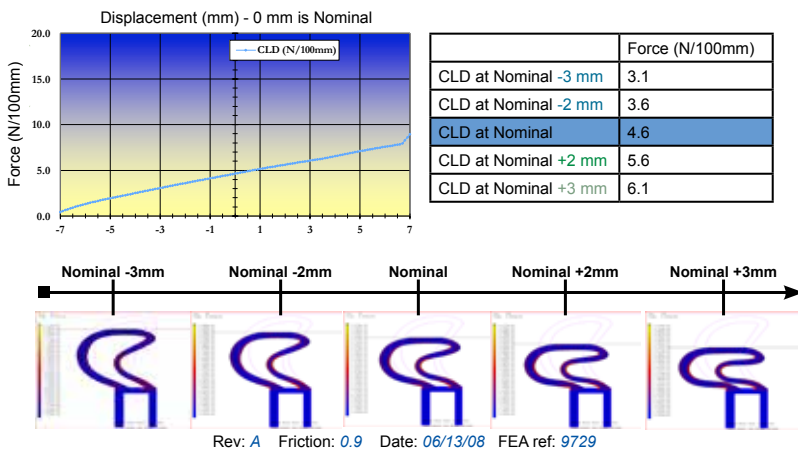 Displacement (mm) - 0 mm is Nominal
Force (N/100mm)
20.0
15.0
10.0
5.0
0.0
CLD (N/100mm)
-7 -5 -3 -1 1 3 5 7
Force (N/100mm)
CLD at Nominal -3 mm 3.1
CLD at Nominal -2 mm 3.6
CLD at Nominal 4.6
CLD at Nominal +2 mm 5.6
CLD at Nominal +3 mm 6.1
Nominal -3mm Nominal -2mm Nominal Nominal +2mm Nominal +3mm
Rev: A Friction: 0.9 Date: 06/13/08 FEA ref: 9729